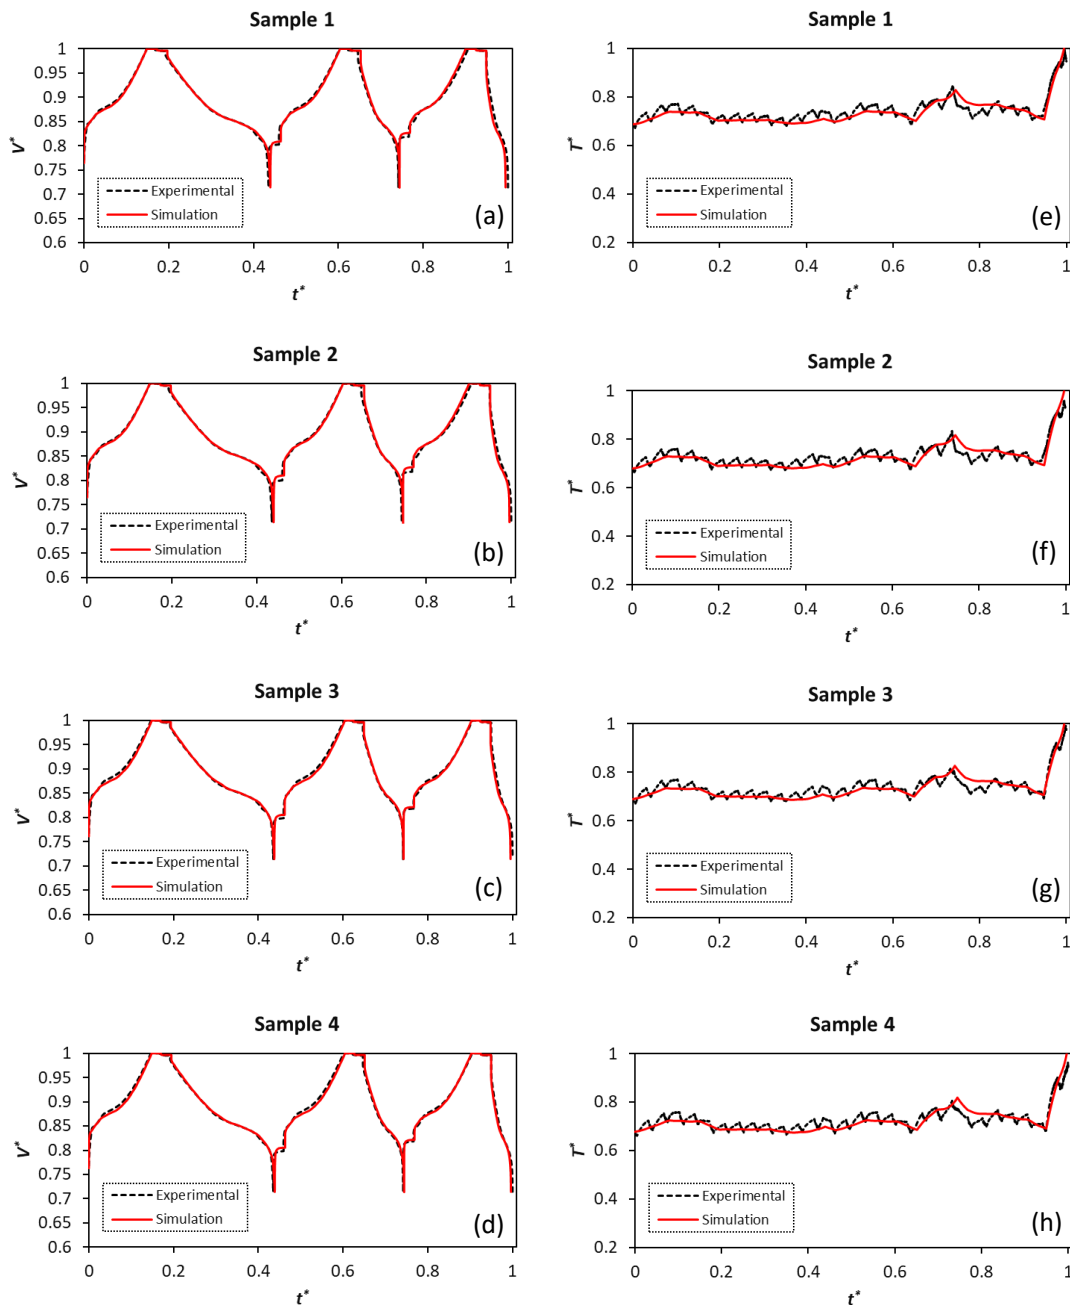 Sample 1
1
0.95
0.9
0.85
0.8
0.75
0.7
0.65
0.6
V*
Experimental
Simulation
(a)
0 0.2 0.4 0.6 0.8 1
t*
Sample 1
1
0.8
0.6
0.4
0.2
T*
Experimental
Simulation
(e)
0 0.2 0.4 0.6 0.8 1
t*
Sample 2
1
0.95
0.9
0.85
0.8
0.75
0.7
0.65
0.6
V*
Experimental
Simulation
(b)
0 0.2 0.4 0.6 0.8 1
t*
Sample 2
1
0.8
0.6
0.4
0.2
T*
Experimental
Simulation
(f)
0 0.2 0.4 0.6 0.8 1
t*
Sample 3
1
0.95
0.9
0.85
0.8
0.75
0.7
0.65
0.6
V*
Experimental
Simulation
(c)
0 0.2 0.4 0.6 0.8 1
t*
Sample 3
1
0.8
0.6
0.4
0.2
T*
Experimental
Simulation
(g)
0 0.2 0.4 0.6 0.8 1
t*
Sample 4
1
0.95
0.9
0.85
0.8
0.75
0.7
0.65
0.6
V*
Experimental
Simulation
(d)
0 0.2 0.4 0.6 0.8 1
t*
Sample 4
1
0.8
0.6
0.4
0.2
T*
Experimental
Simulation
(h)
0 0.2 0.4 0.6 0.8 1
t*